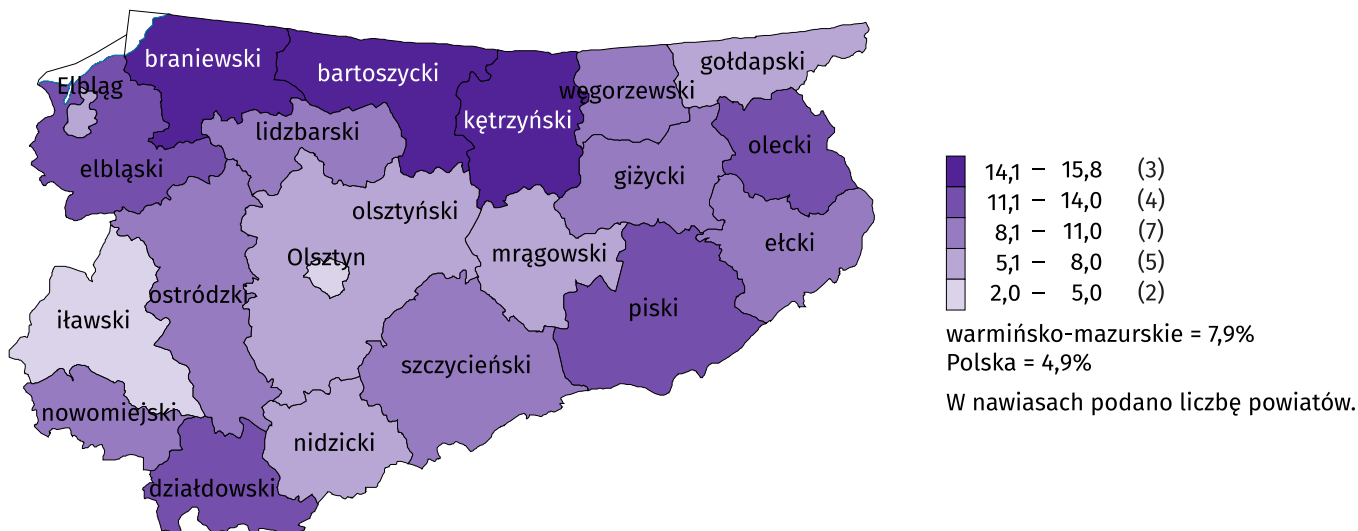 braniewski
bartoszycki
gołdapski
Elbląg
węgorzewski
kętrzyński
lidzbarski
olecki
elbląski
giżycki
olsztyński
ełcki
mrągowski
Olsztyn
ostródzki
piski
iławski
szczycieński
nowomiejski
nidzicki
działdowski
14,1 – 15,8 (3)
11,1 – 14,0 (4)
8,1 – 11,0 (7)
5,1 – 8,0 (5)
2,0 – 5,0 (2)
warmińsko-mazurskie = 7,9%
Polska = 4,9%
W nawiasach podano liczbę powiatów.